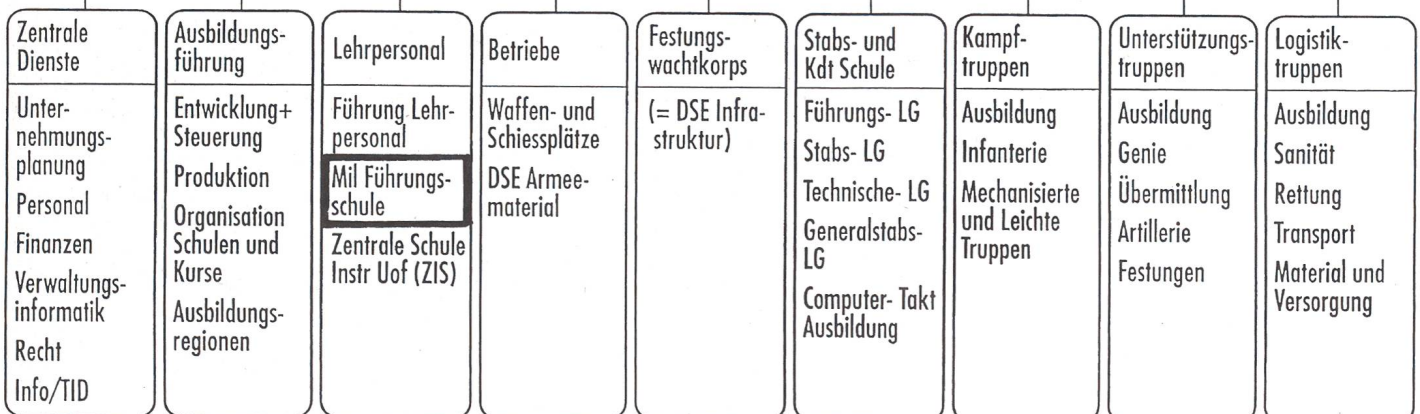 Zentrale
Dienste
Unter-
nehmungs-
planung
Personal
Finanzen
Verwaltungs-
informatik
Recht
Info/TID
Ausbildungs-
führung
Entwicklung+
Steuerung
Produktion
Organisation
Schulen und
Kurse
Ausbildungs-
regionen
Lehrpersonal
Führung Lehr-
personal
Mil Führungs-
schule
Zentrale Schule
Instr Uof (ZIS)
Betriebe
Waffen- und
Schiessplätze
DSE Armee-
material
Festungs-
wachtkorps
(= DSE Infra-
struktur)
Stabs- und
Kdt Schule
Führungs- LG
Stabs- LG
Technische- LG
Generalstabs-
LG
Computer- Takt
Ausbildung
Kampf-
truppen
Ausbildung
Infanterie
Mechanisierte
und Leichte
Truppen
Unterstützungs-
truppen
Ausbildung
Genie
Übermittlung
Artillerie
Festungen
Logistik-
truppen
Ausbildung
Sanität
Rettung
Transport
Material und
Versorgung